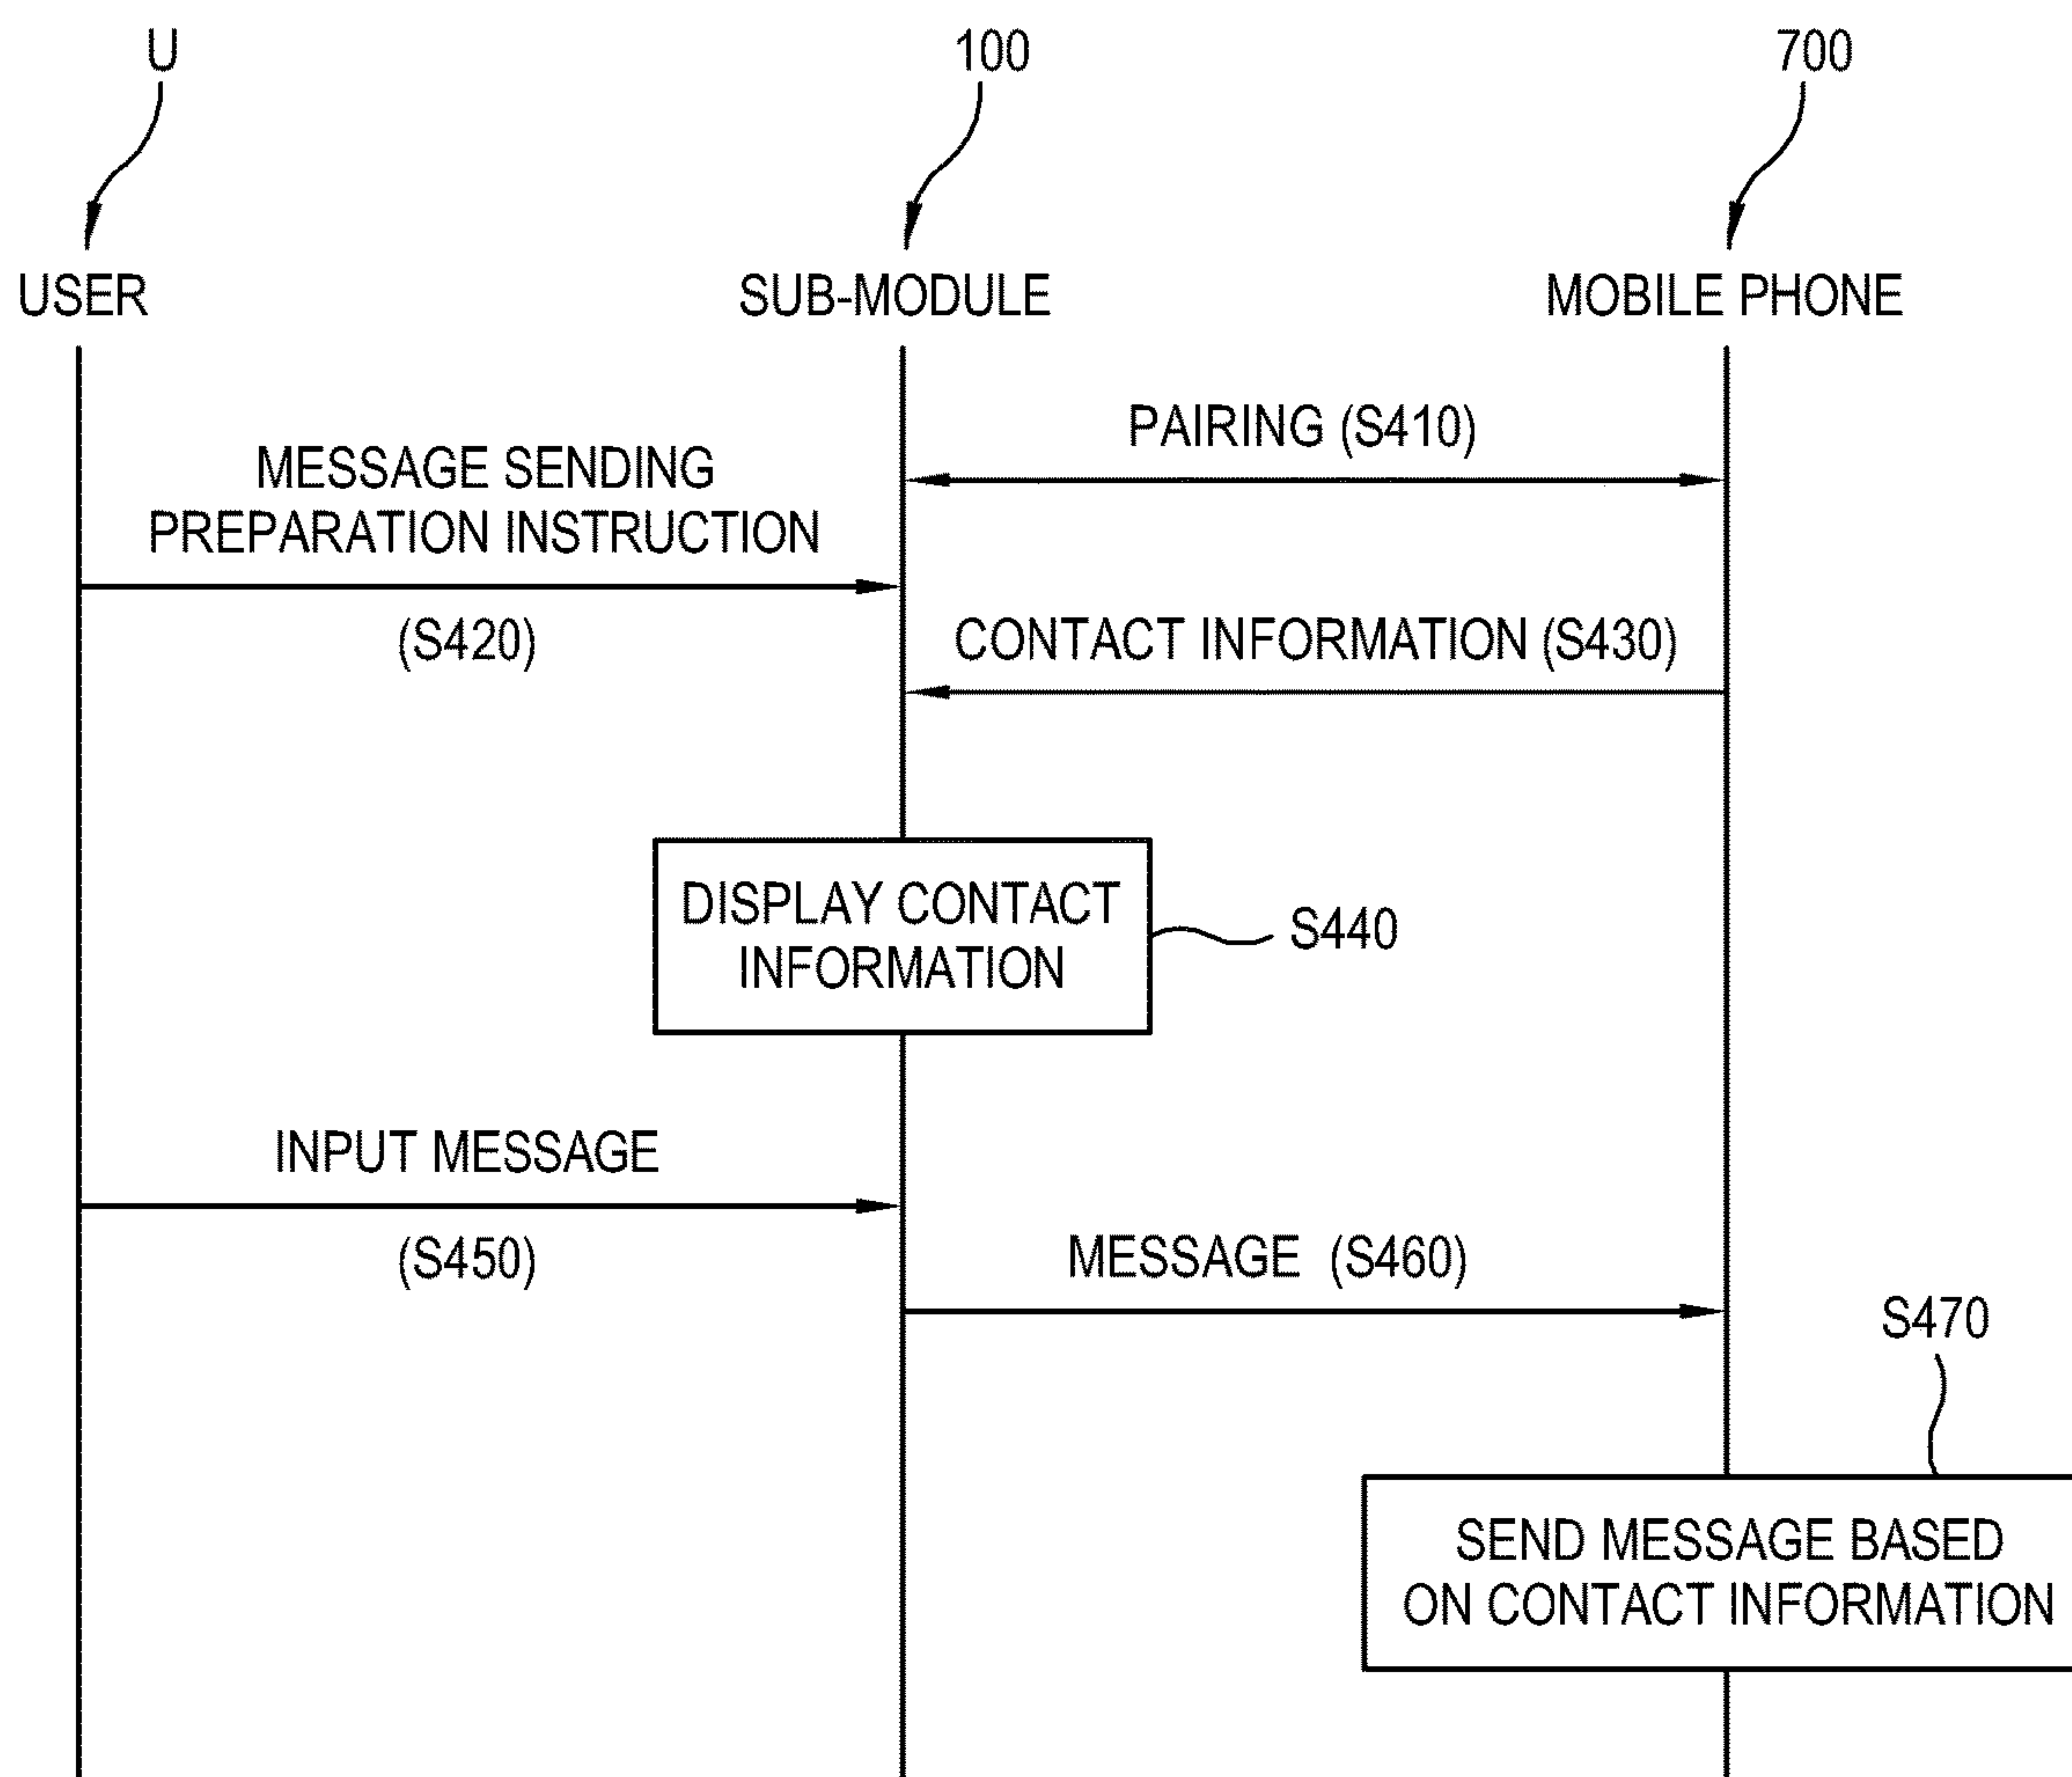 U
100
700
USER
SUB-MODULE
MOBILE PHONE
PAIRING (S410)
MESSAGE SENDING
PREPARATION INSTRUCTION
(S420)
CONTACT INFORMATION (S430)
DISPLAY CONTACT
INFORMATION
S440
INPUT MESSAGE
(S450)
MESSAGE (S460)
S470
SEND MESSAGE BASED
ON CONTACT INFORMATION